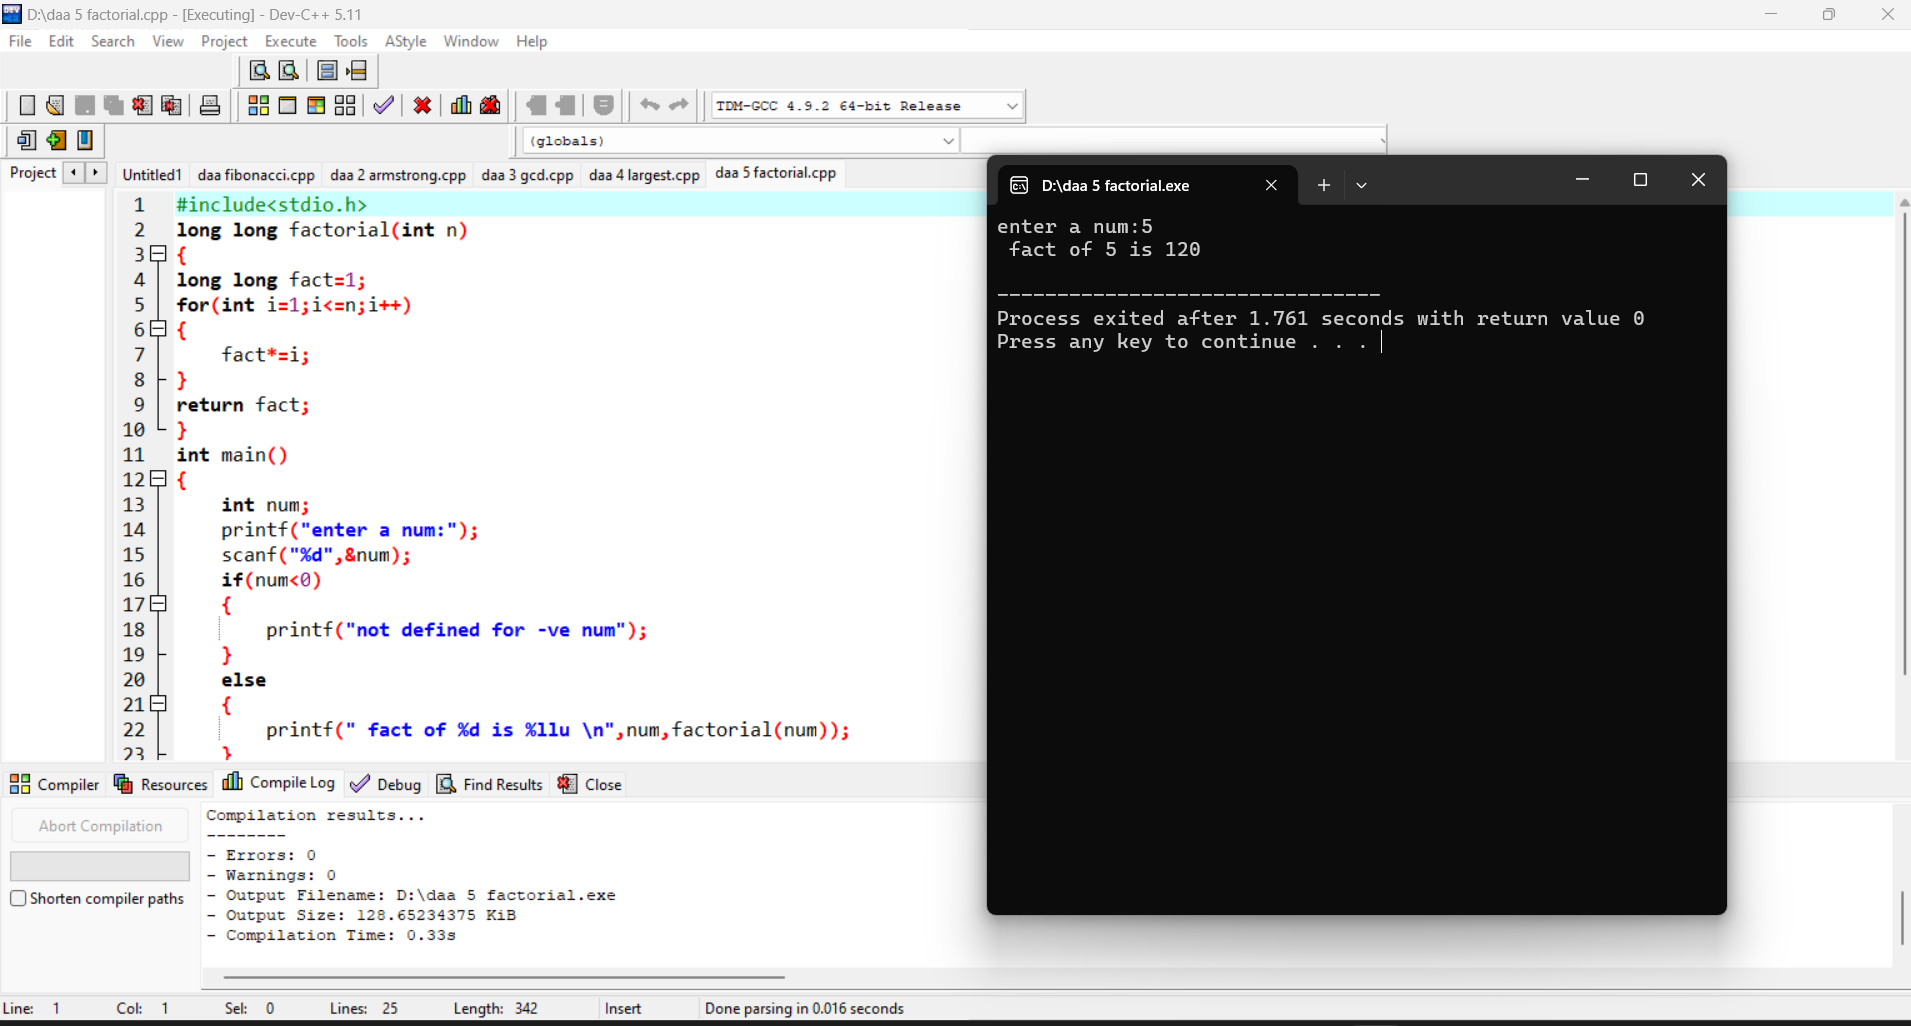 D:\daa 5 factorial.cpp - [Executing] - Dev-C++ 5.11
File Edit Search View Project Execute Tools AStyle Window Help
TDM-GCC 4.9.2 64-bit Release
(globals)
Project Untitled1 daa fibonacci.cpp daa 2 armstrong.cpp daa 3 gcd.cpp daa 4 largest.cpp daa 5 factorial.cpp
1 #include<stdio.h>
2 long long factorial(int n)
3 {
4 long long fact=1;
5 for(int i=1;i<=n;i++)
6 {
7 fact*=i;
8 }
9 return fact;
10 }
11 int main()
12 {
13 int num;
14 printf("enter a num:");
15 scanf("%d",&num);
16 if(num<0)
17 {
18 printf("not defined for -ve num");
19 }
20 else
21 {
22 printf(" fact of %d is %llu \n",num,factorial(num));
23 }
D:\daa 5 factorial.exe
enter a num:5
fact of 5 is 120
--------------------------------
Process exited after 1.761 seconds with return value 0
Press any key to continue . . .
Compiler Resources Compile Log Debug Find Results Close
Abort Compilation
Shorten compiler paths
Compilation results...
--------
- Errors: 0
- Warnings: 0
- Output Filename: D:\daa 5 factorial.exe
- Output Size: 128.65234375 KiB
- Compilation Time: 0.33s
Line: 1 Col: 1 Sel: 0 Lines: 25 Length: 342 Insert Done parsing in 0.016 seconds